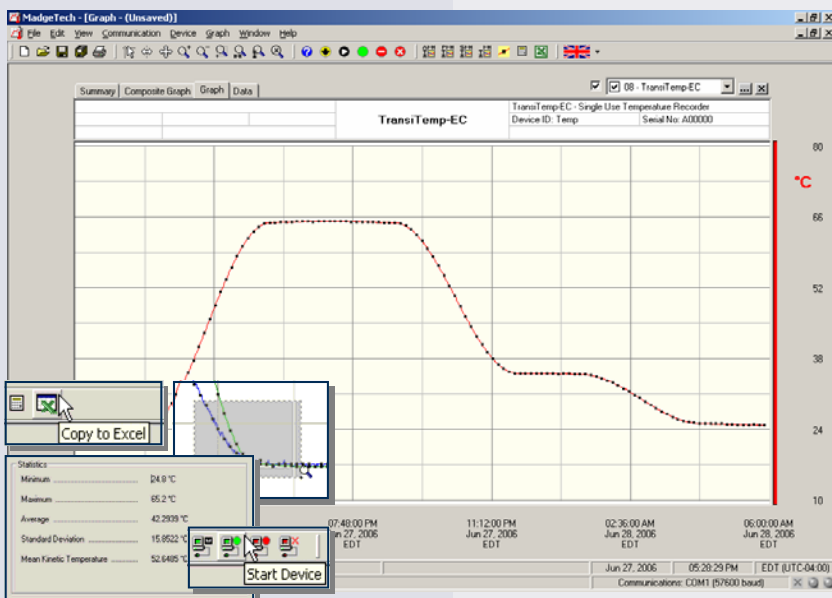 MadgeTech - [Graph - (Unsaved)]
File Edit View Communication Device Graph Window Help
Summary Composite Graph Graph Data
08 - TransiTemp-EC
TransiTemp-EC
TransiTemp-EC - Single Use Temperature Recorder
Device ID: Temp Serial No: A00000
80
°C
66
52
38
24
10
Copy to Excel
Statistics
Minimum 24.8 °C
Maximum 65.2 °C
Average 42.2939 °C
Standard Deviation 15.8522 °C
Mean Kinetic Temperature 52.6485 °C
Start Device
07:48:00 PM 11:12:00 PM 02:36:00 AM 06:00:00 AM
Jun 27, 2006 Jun 27, 2006 Jun 28, 2006 Jun 28, 2006
EDT EDT EDT EDT
Jun 27, 2006 05:28:29 PM EDT (UTC-04:00)
Communications: COM1 (57600 baud)